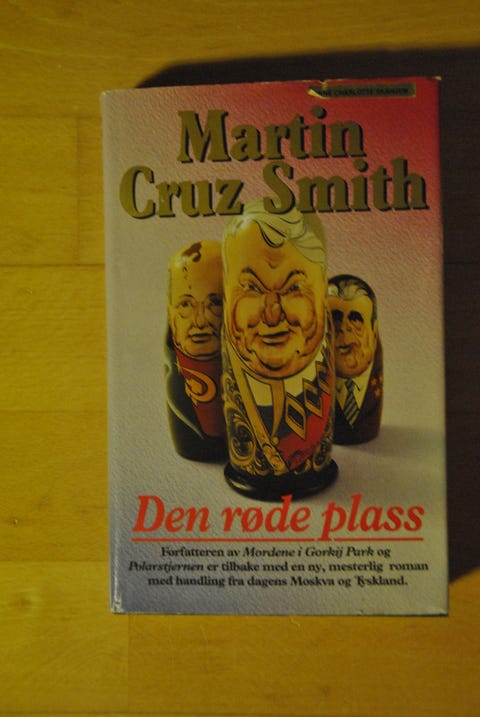 CHARLOTTE
Martin
Cruz Smith
Den røde plass
Forfatteren av Mordene i Gorkij Park og
Polarstjernen er tilbake med en ny, mesterlig roman
med handling fra dagens Moskva og Tyskland.